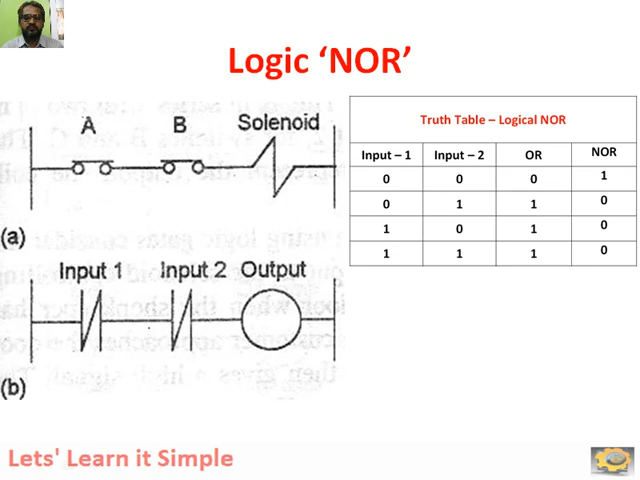 Logic ‘NOR’
A B Solenoid
(a)
Input 1 Input 2 Output
(b)
Truth Table – Logical NOR
Input – 1 Input – 2 OR NOR
0 0 0 1
0 1 1 0
1 0 1 0
1 1 1 0
Lets' Learn it Simple